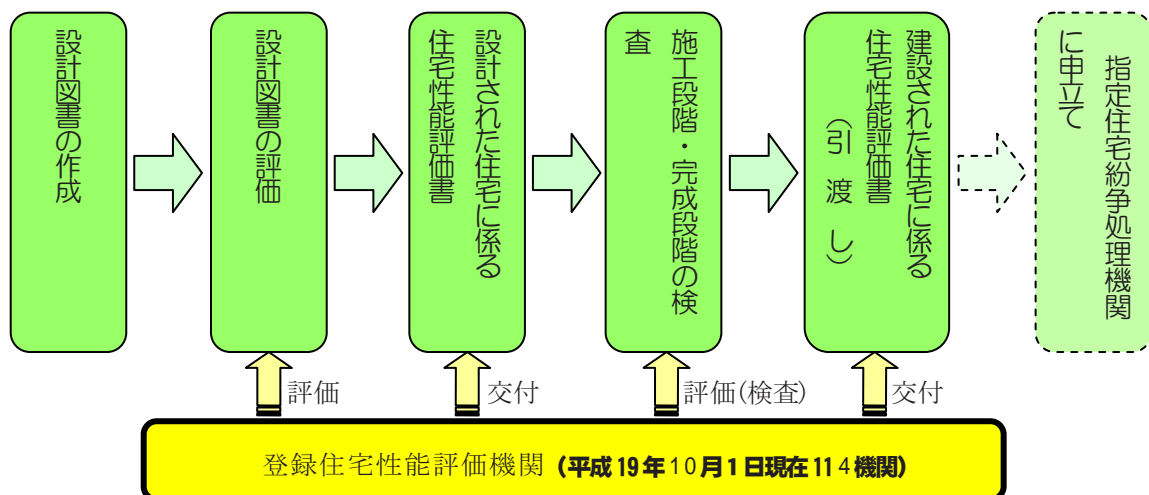 設計図書の作成
設計図書の評価
設計された住宅に係る
住宅性能評価書
施工段階・完成段階の検
査
建設された住宅に係る
住宅性能評価書
(引 渡 し)
指定住宅紛争処理機関
に申立て
評価
交付
評価(検査)
交付
登録住宅性能評価機関 (平成19年10月1日現在114機関)